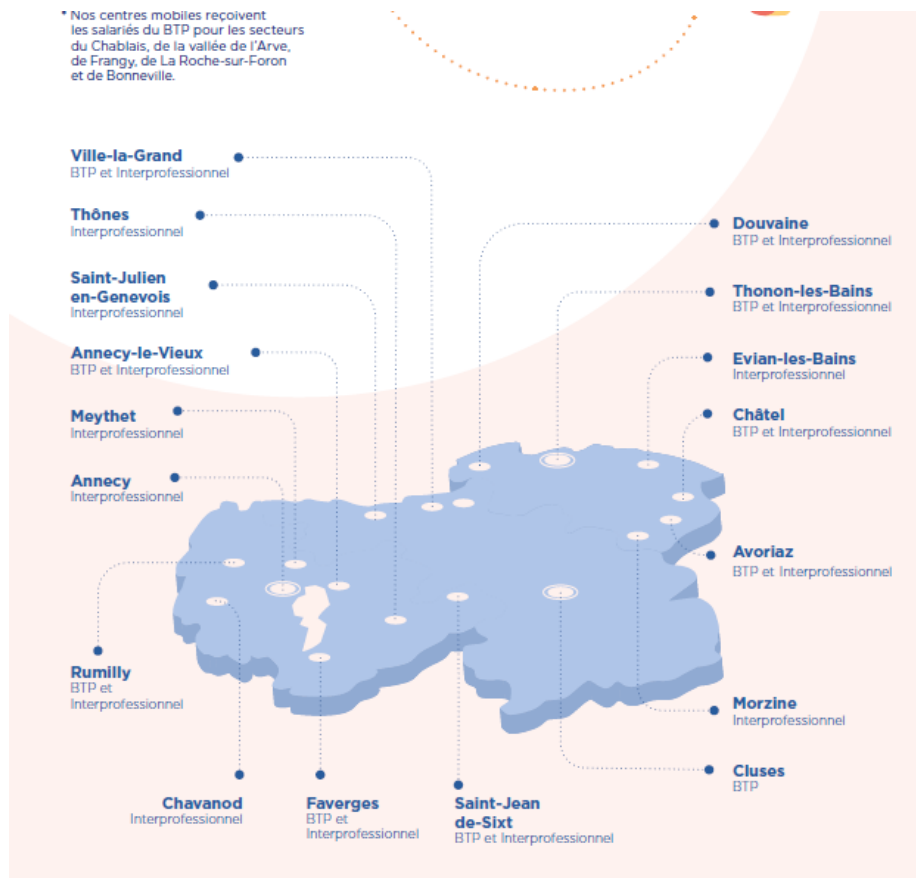 * Nos centres mobiles reçoivent
les salariés du BTP pour les secteurs
du Chablais, de la vallée de l'Arve,
de Frangy, de La Roche-sur-Foron
et de Bonneville.
Ville-la-Grand
BTP et Interprofessionnel
Thônes
Interprofessionnel
Saint-Julien
en-Genevois
Interprofessionnel
Annecy-le-Vieux
BTP et Interprofessionnel
Meythet
Interprofessionnel
Annecy
Interprofessionnel
Rumilly
BTP et
Interprofessionnel
Chavanod
Interprofessionnel
Faverges
BTP et
Interprofessionnel
Saint-Jean
de-Sixt
BTP et Interprofessionnel
Douvaine
BTP et Interprofessionnel
Thonon-les-Bains
BTP et Interprofessionnel
Evian-les-Bains
Interprofessionnel
Châtel
BTP et Interprofessionnel
Avoriaz
BTP et Interprofessionnel
Morzine
Interprofessionnel
Cluses
BTP